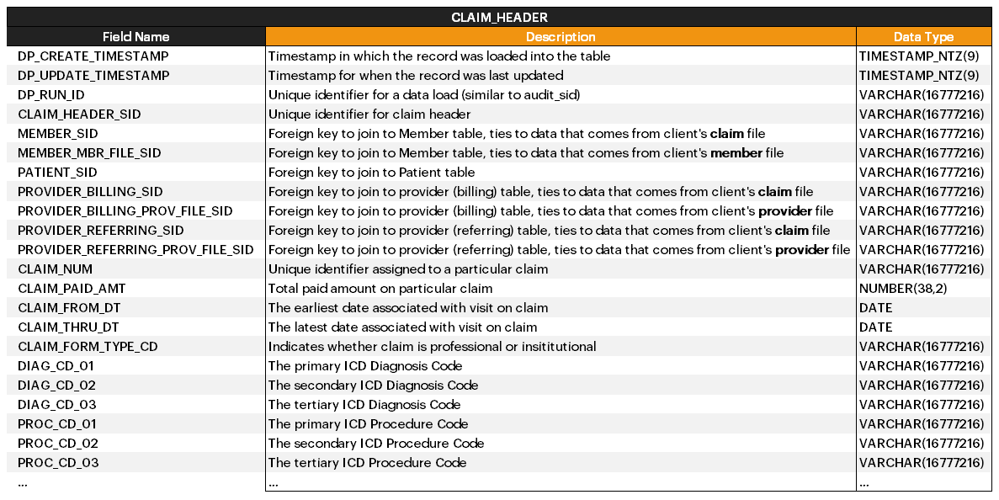 CLAIM_HEADER
Field Name Description Data Type
DP_CREATE_TIMESTAMP Timestamp in which the record was loaded into the table TIMESTAMP_NTZ(9)
DP_UPDATE_TIMESTAMP Timestamp for when the record was last updated TIMESTAMP_NTZ(9)
DP_RUN_ID Unique identifier for a data load (similar to audit_sid) VARCHAR(16777216)
CLAIM_HEADER_SID Unique identifier for claim header VARCHAR(16777216)
MEMBER_SID Foreign key to join to Member table, ties to data that comes from client's claim file VARCHAR(16777216)
MEMBER_MBR_FILE_SID Foreign key to join to Member table, ties to data that comes from client's member file VARCHAR(16777216)
PATIENT_SID Foreign key to join to Patient table VARCHAR(16777216)
PROVIDER_BILLING_SID Foreign key to join to provider (billing) table, ties to data that comes from client's claim file VARCHAR(16777216)
PROVIDER_BILLING_PROV_FILE_SID Foreign key to join to provider (billing) table, ties to data that comes from client's provider file VARCHAR(16777216)
PROVIDER_REFERRING_SID Foreign key to join to provider (referring) table, ties to data that comes from client's claim file VARCHAR(16777216)
PROVIDER_REFERRING_PROV_FILE_SID Foreign key to join to provider (referring) table, ties to data that comes from client's provider file VARCHAR(16777216)
CLAIM_NUM Unique identifier assigned to a particular claim VARCHAR(16777216)
CLAIM_PAID_AMT Total paid amount on particular claim NUMBER(38,2)
CLAIM_FROM_DT The earliest date associated with visit on claim DATE
CLAIM_THRU_DT The latest date associated with visit on claim DATE
CLAIM_FORM_TYPE_CD Indicates whether claim is professional or insititutional VARCHAR(16777216)
DIAG_CD_01 The primary ICD Diagnosis Code VARCHAR(16777216)
DIAG_CD_02 The secondary ICD Diagnosis Code VARCHAR(16777216)
DIAG_CD_03 The tertiary ICD Diagnosis Code VARCHAR(16777216)
PROC_CD_01 The primary ICD Procedure Code VARCHAR(16777216)
PROC_CD_02 The secondary ICD Procedure Code VARCHAR(16777216)
PROC_CD_03 The tertiary ICD Procedure Code VARCHAR(16777216)
... ... ...